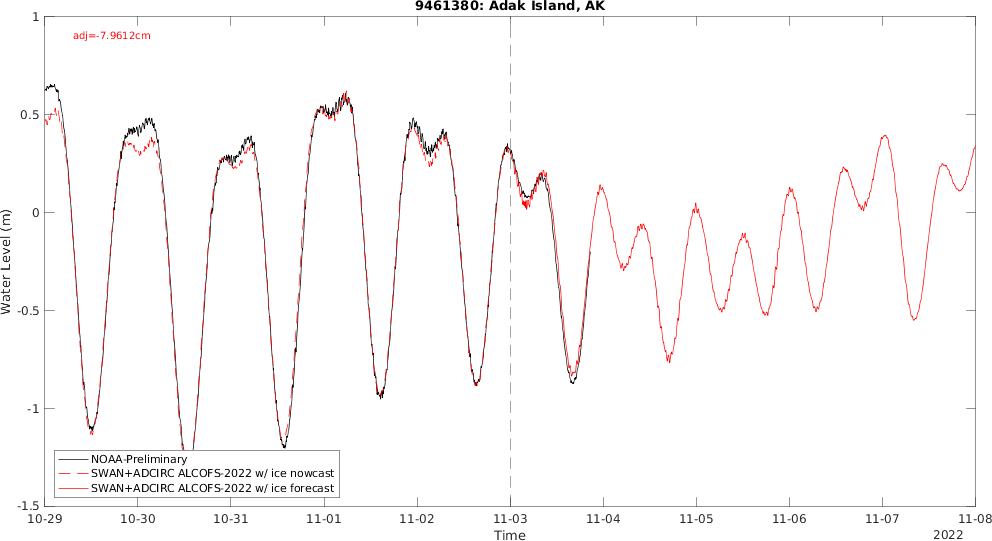 9461380: Adak Island, AK
adj=-7.9612cm
1
0.5
0
-0.5
-1
-1.5
Water Level (m)
NOAA-Preliminary
SWAN+ADCIRC ALCOFS-2022 w/ ice nowcast
SWAN+ADCIRC ALCOFS-2022 w/ ice forecast
10-29 10-30 10-31 11-01 11-02 11-03 11-04 11-05 11-06 11-07 11-08
Time
2022